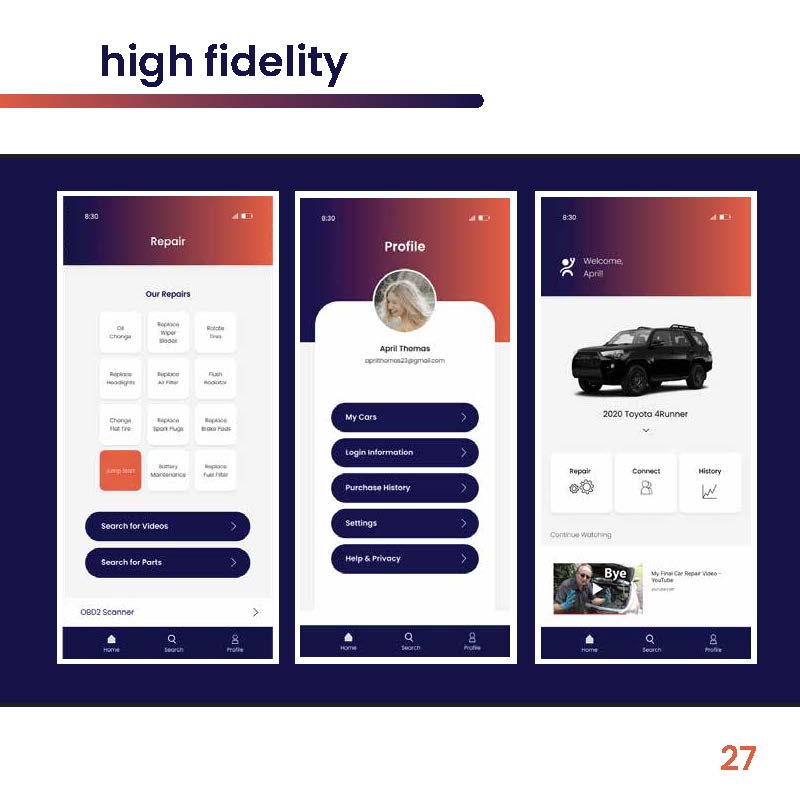 high fidelity
8:30
Repair
Our Repairs
Oil
Change
Replace
Wiper
Blades
Rotate
Tires
Replace
Headlights
Replace
Air Filter
Flush
Radiator
Change
Flat Tire
Replace
Spark Plugs
Replace
Brake Pads
Jump Start
Battery
Maintenance
Replace
Fuel Filter
Search for Videos
Search for Parts
OBD2 Scanner
Home
Search
Profile
8:30
Profile
April Thomas
aprilthomas23@gmail.com
My Cars
Login Information
Purchase History
Settings
Help & Privacy
Home
Search
Profile
8:30
Welcome,
April!
2020 Toyota 4Runner
Repair
Connect
History
Continue Watching
Bye
My Final Car Repair Video -
YouTube
Home
Search
Profile
27